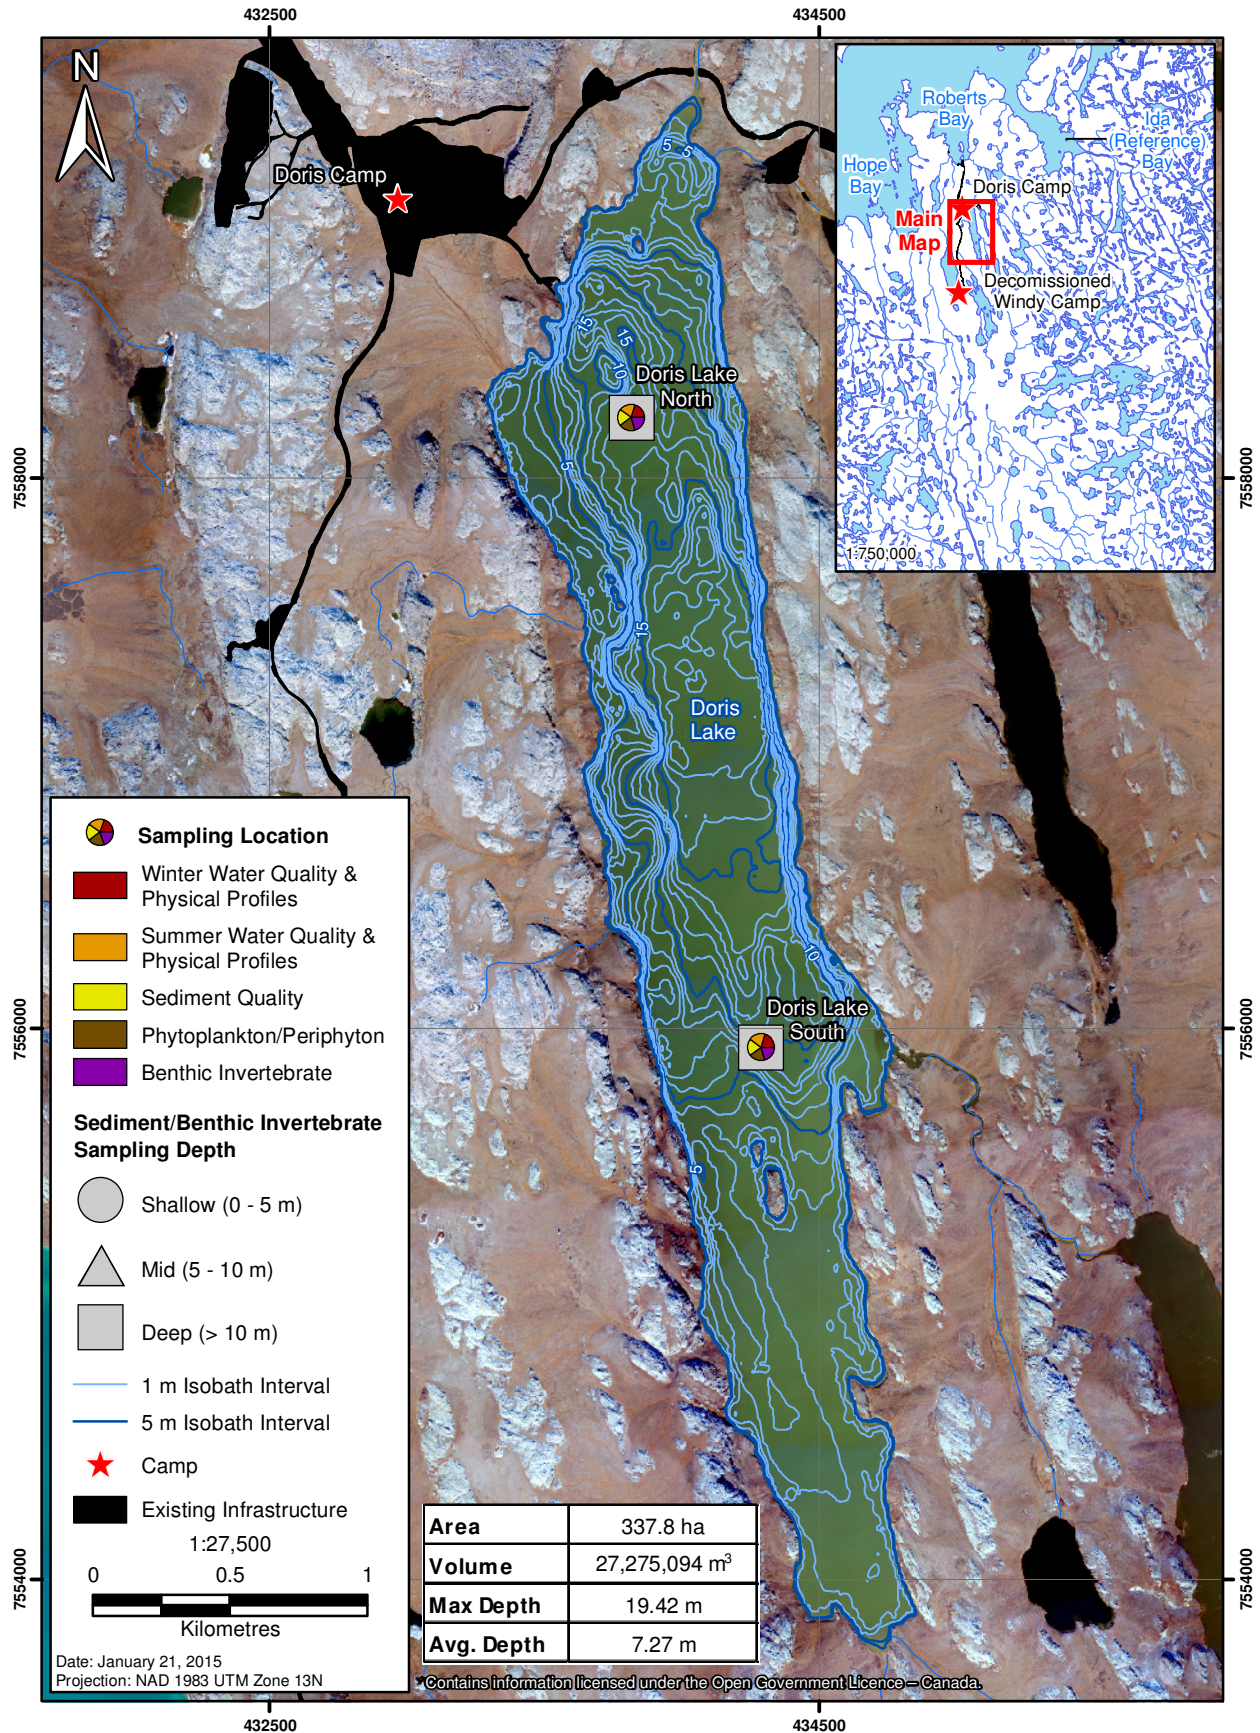 432500
434500
N
Doris Camp
5
5
15
15
10
Doris Lake
North
5
15
Doris
Lake
10
Doris Lake
South
5
7558000
7556000
7554000
7558000
7556000
7554000
Roberts
Bay
Ida
(Reference)
Bay
Hope
Bay
Doris Camp
Main
Map
Decomissioned
Windy Camp
1:750,000
Sampling Location
Winter Water Quality &
Physical Profiles
Summer Water Quality &
Physical Profiles
Sediment Quality
Phytoplankton/Periphyton
Benthic Invertebrate
Sediment/Benthic Invertebrate
Sampling Depth
Shallow (0 - 5 m)
Mid (5 - 10 m)
Deep (> 10 m)
1 m Isobath Interval
5 m Isobath Interval
Camp
Existing Infrastructure
1:27,500
0 0.5 1
Kilometres
Date: January 21, 2015
Projection: NAD 1983 UTM Zone 13N
Area 337.8 ha
Volume 27,275,094 m³
Max Depth 19.42 m
Avg. Depth 7.27 m
*Contains information licensed under the Open Government Licence – Canada.
432500
434500